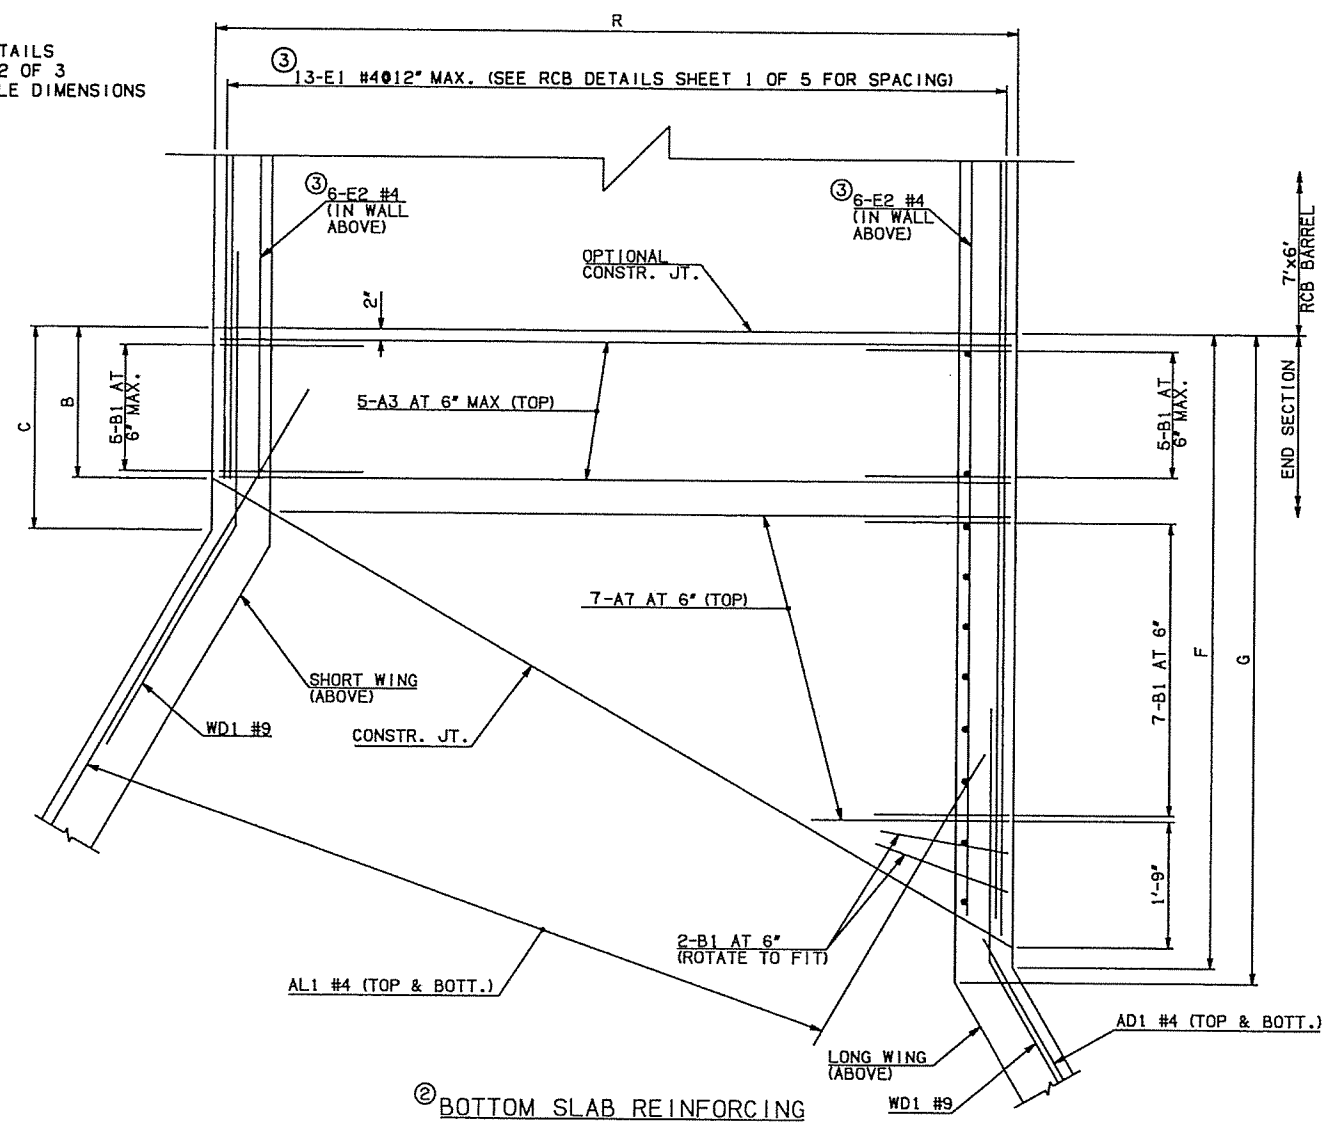 R
TAILS
2 OF 3
LE DIMENSIONS
③
13-E1 #4@12" MAX. (SEE RCB DETAILS SHEET 1 OF 5 FOR SPACING)
③
6-E2 #4
(IN WALL
ABOVE)
③
6-E2 #4
(IN WALL
ABOVE)
7'x6'
RCB BARREL
OPTIONAL
CONSTR. JT.
2"
C
B
5-B1 AT
6" MAX.
5-A3 AT 6" MAX (TOP)
5-B1 AT
6" MAX.
END SECTION
7-A7 AT 6" (TOP)
7-B1 AT 6"
F
G
SHORT WING
(ABOVE)
WD1 #9
CONSTR. JT.
1'-9"
2-B1 AT 6"
(ROTATE TO FIT)
AL1 #4 (TOP & BOTT.)
AD1 #4 (TOP & BOTT.)
LONG WING
(ABOVE)
WD1 #9
② BOTTOM SLAB REINFORCING